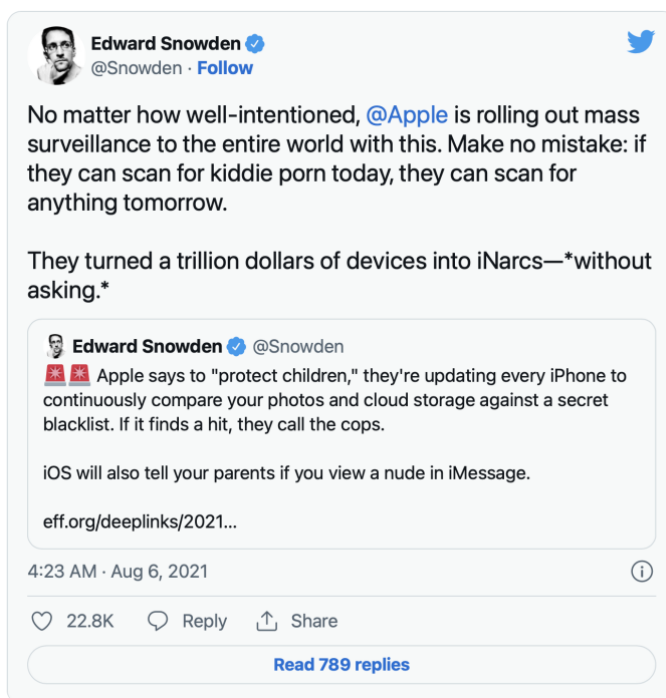 Edward Snowden
@Snowden · Follow
No matter how well-intentioned, @Apple is rolling out mass
surveillance to the entire world with this. Make no mistake: if
they can scan for kiddie porn today, they can scan for
anything tomorrow.
They turned a trillion dollars of devices into iNarcs—*without
asking.*
Edward Snowden @Snowden
🚨🚨 Apple says to "protect children," they're updating every iPhone to
continuously compare your photos and cloud storage against a secret
blacklist. If it finds a hit, they call the cops.
iOS will also tell your parents if you view a nude in iMessage.
eff.org/deeplinks/2021...
4:23 AM · Aug 6, 2021
22.8K Reply Share
Read 789 replies